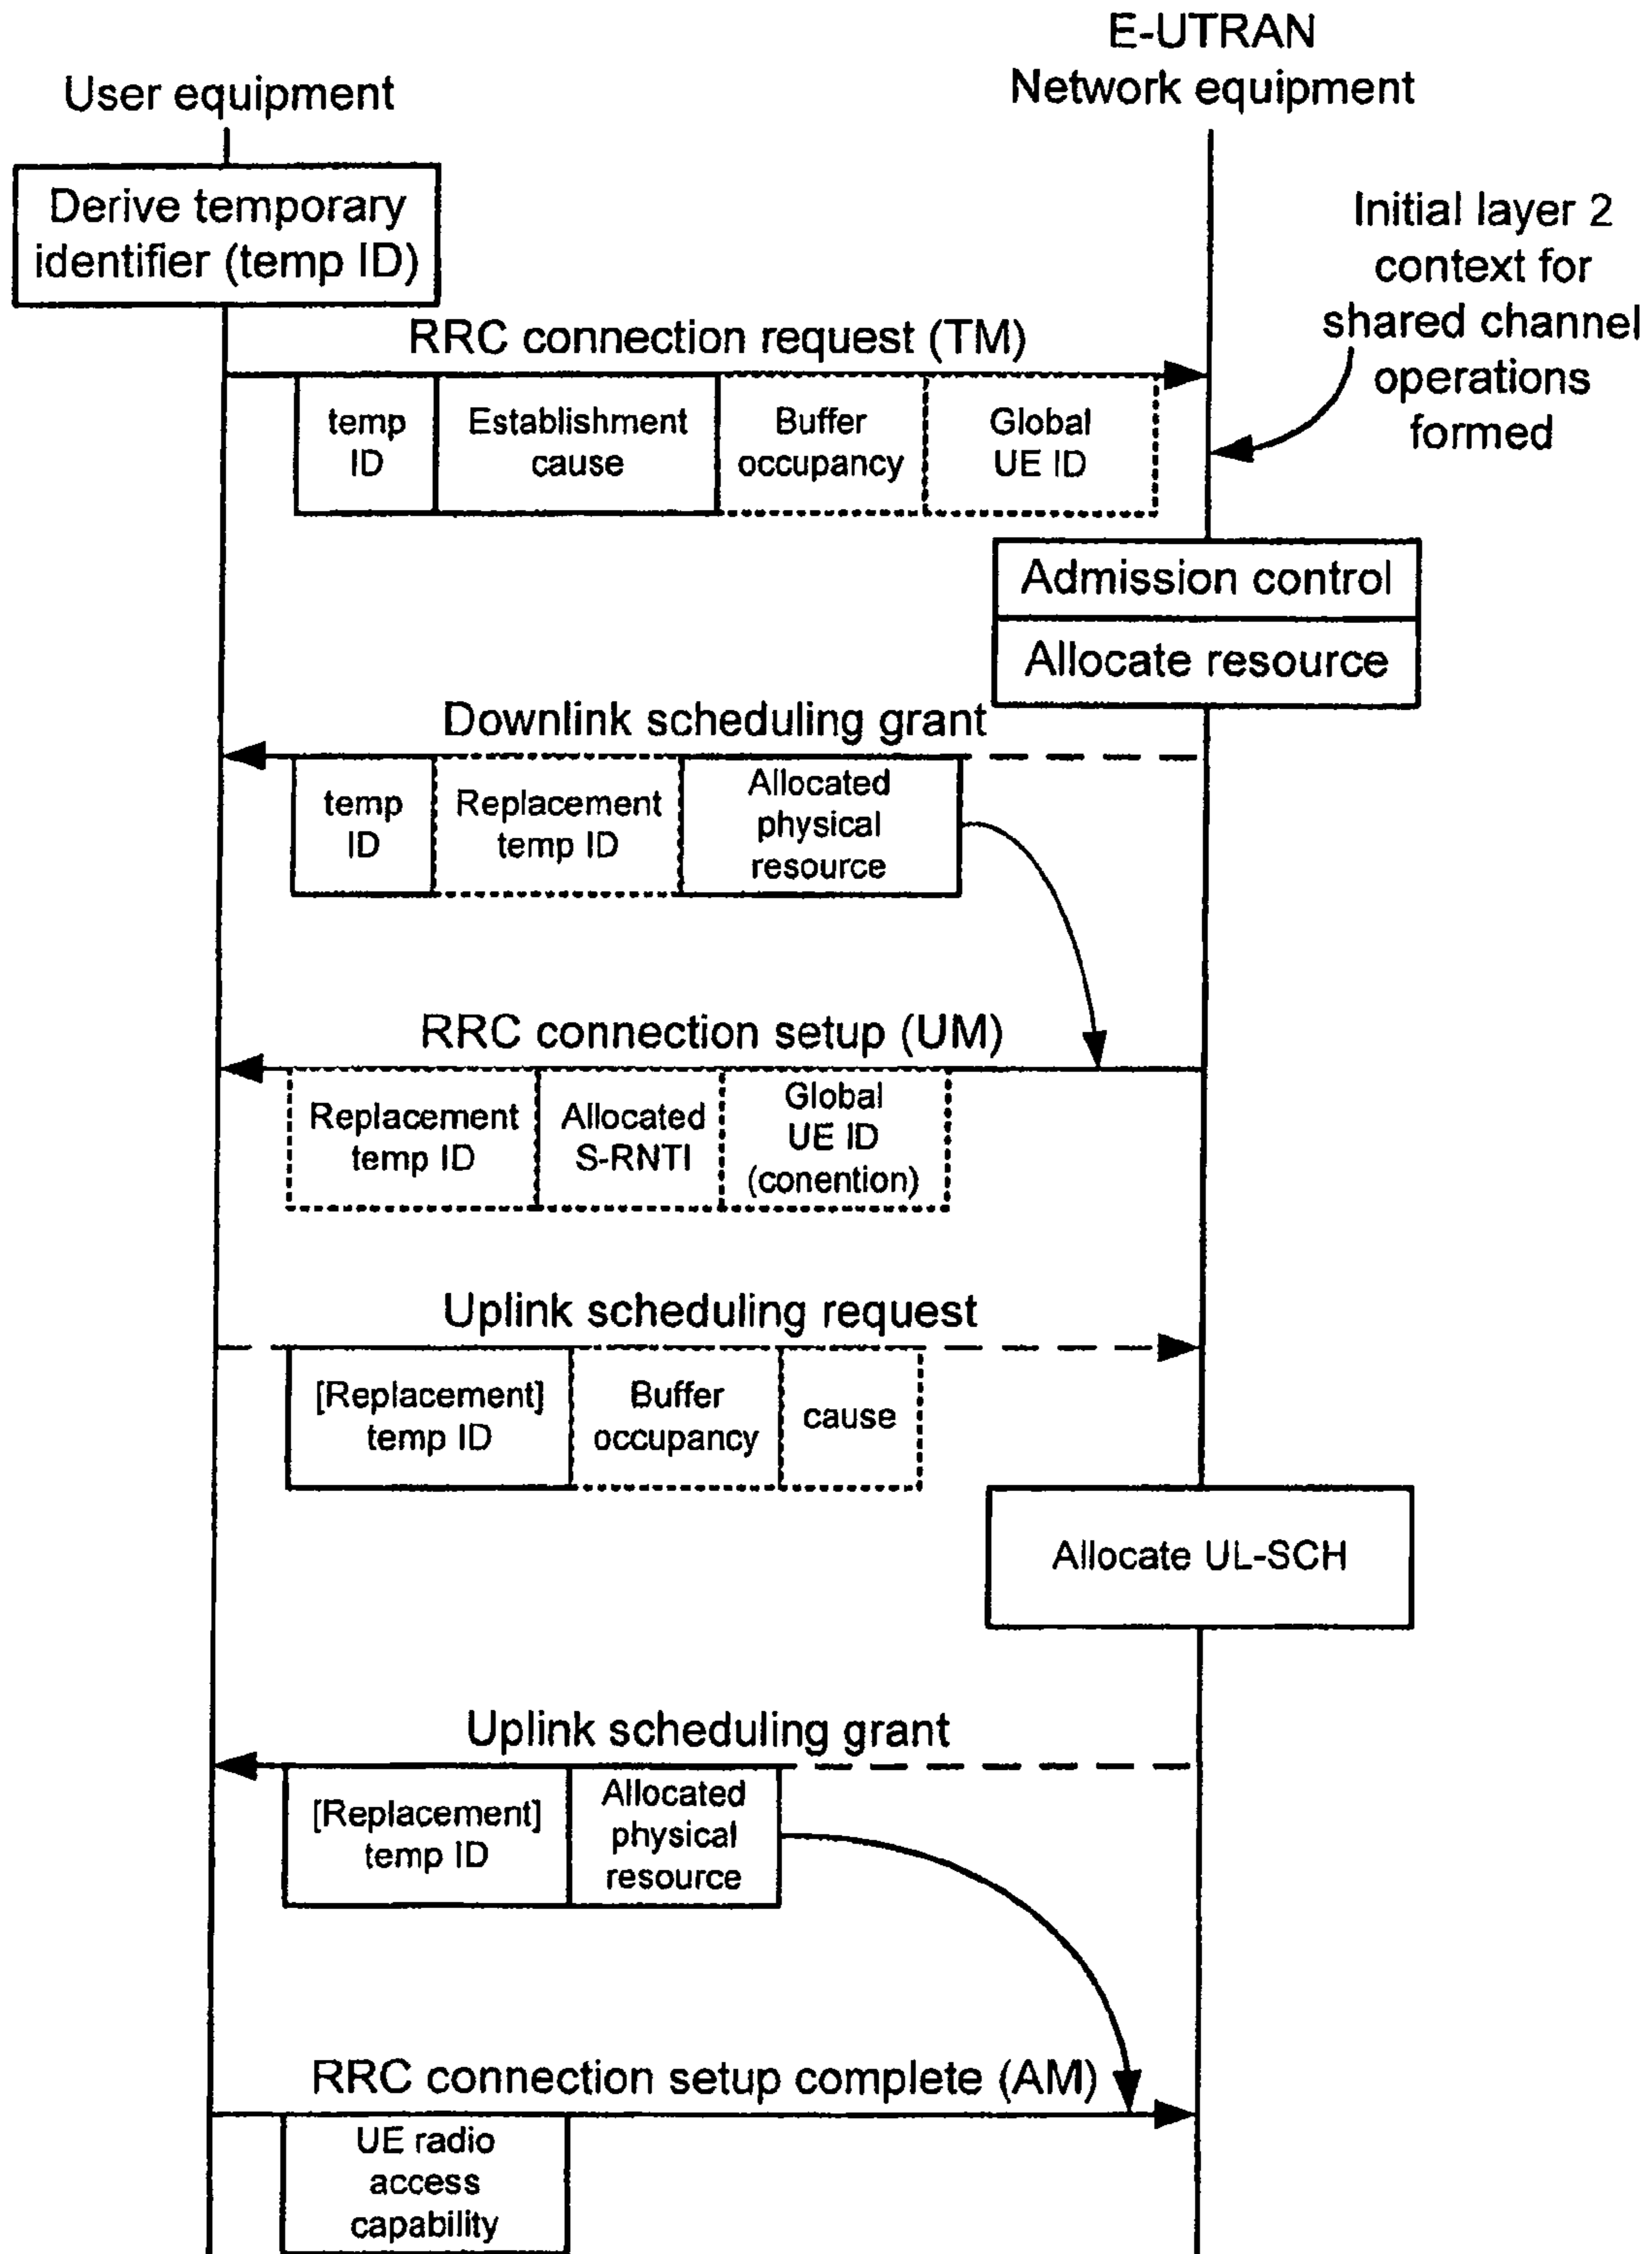 E-UTRAN
Network equipment
User equipment
Derive temporary
identifier (temp ID)
Initial layer 2
context for
shared channel
operations
formed
RRC connection request (TM)
temp
ID
Establishment
cause
Buffer
occupancy
Global
UE ID
Admission control
Allocate resource
Downlink scheduling grant
temp
ID
Replacement
temp ID
Allocated
physical
resource
RRC connection setup (UM)
Replacement
temp ID
Allocated
S-RNTI
Global
UE ID
(conention)
Uplink scheduling request
[Replacement]
temp ID
Buffer
occupancy
cause
Allocate UL-SCH
Uplink scheduling grant
[Replacement]
temp ID
Allocated
physical
resource
RRC connection setup complete (AM)
UE radio
access
capability